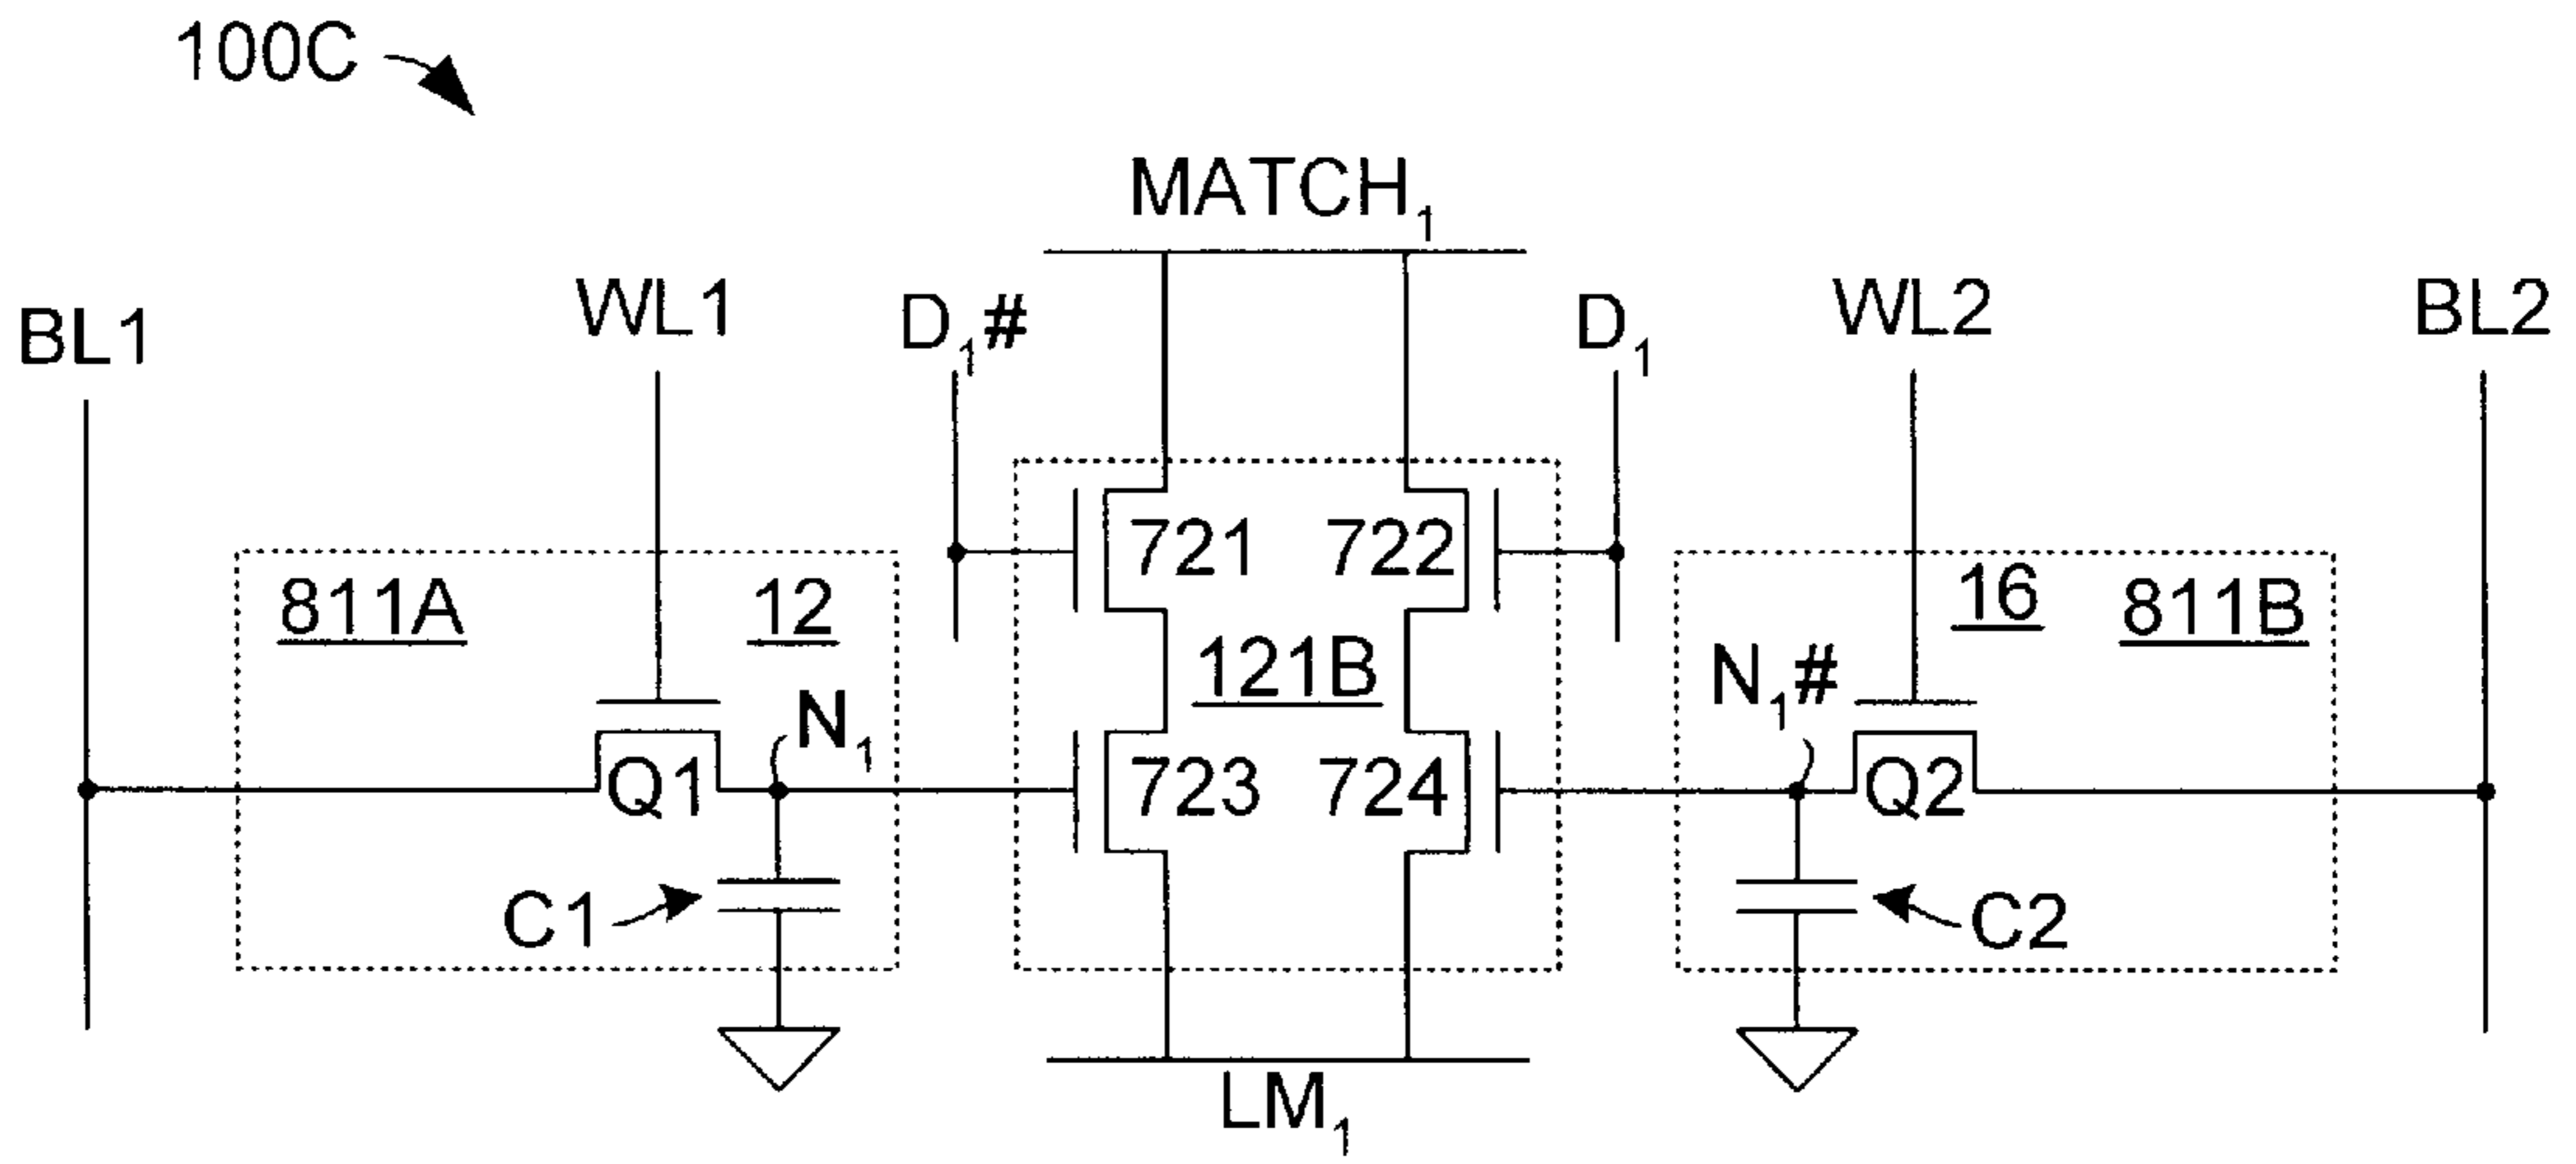 100C
MATCH₁
BL1
WL1
D₁#
D₁
WL2
BL2
721
722
811A
12
16
811B
121B
N₁
N₁#
Q1
723
724
Q2
C1
C2
LM₁